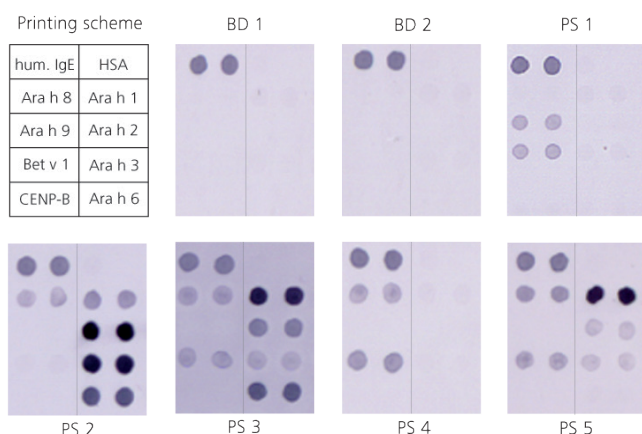 Printing scheme
BD 1
BD 2
PS 1
hum. IgE HSA
Ara h 8 Ara h 1
Ara h 9 Ara h 2
Bet v 1 Ara h 3
CENP-B Ara h 6
PS 2
PS 3
PS 4
PS 5